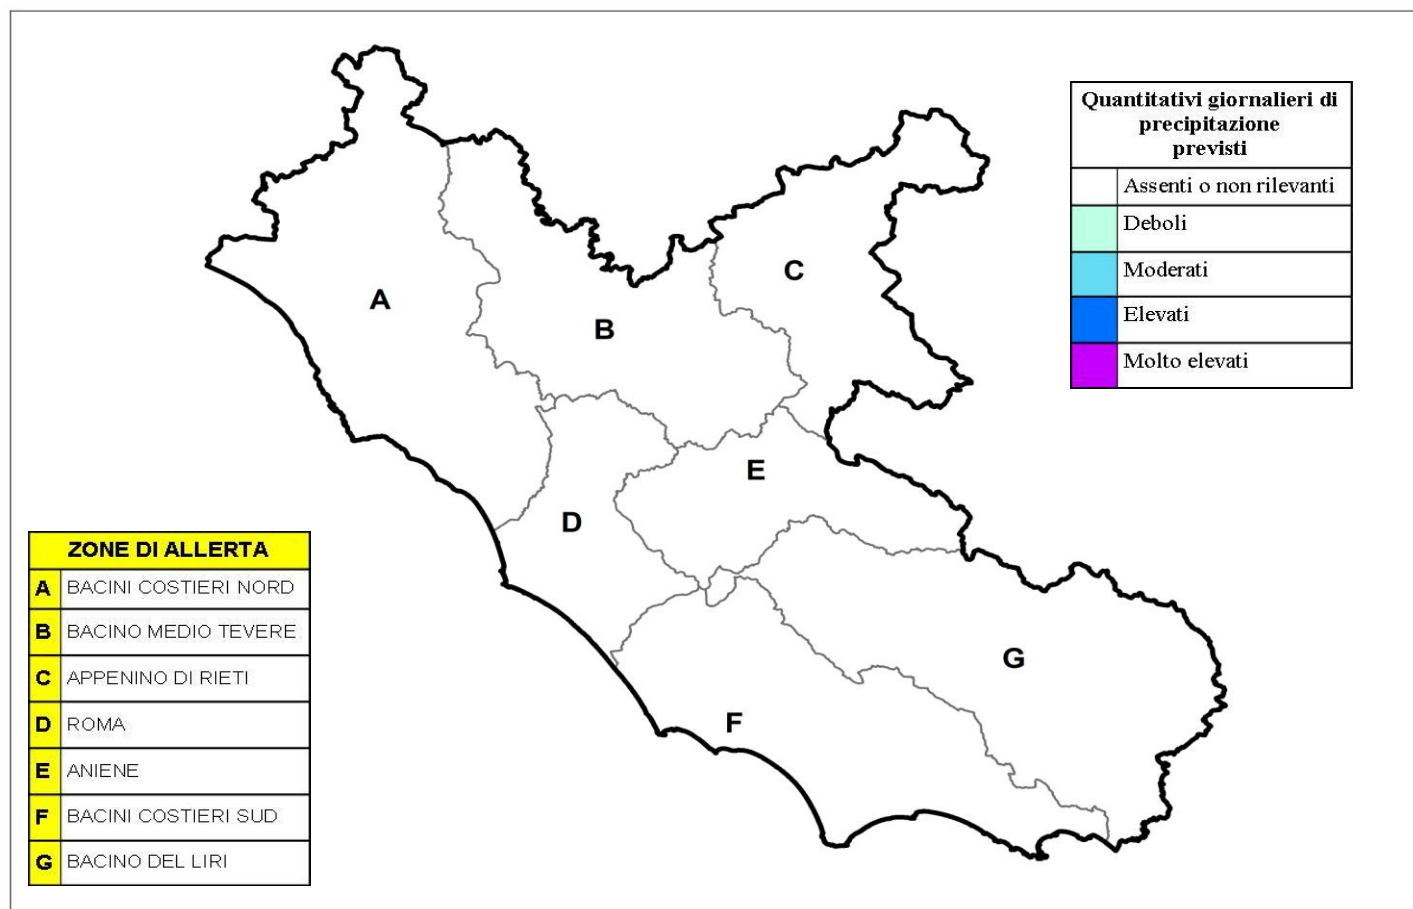 Quantitativi giornalieri di
precipitazione
previsti
Assenti o non rilevanti
Deboli
Moderati
Elevati
Molto elevati
A
B
C
D
E
F
G
ZONE DI ALLERTA
A BACINI COSTIERI NORD
B BACINO MEDIO TEVERE
C APPENINO DI RIETI
D ROMA
E ANIENE
F BACINI COSTIERI SUD
G BACINO DEL LIRI